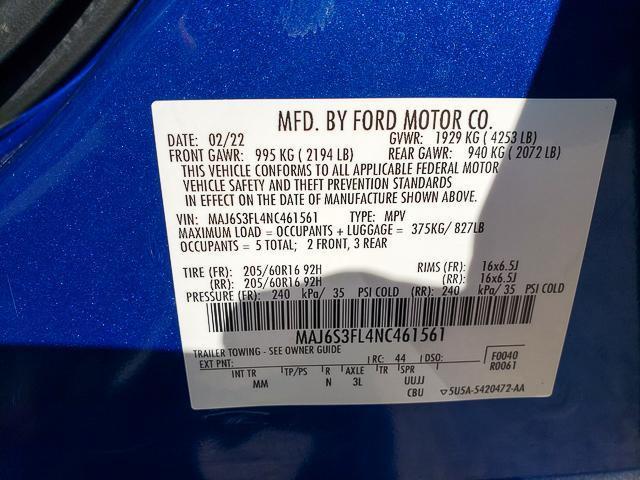 MFD. BY FORD MOTOR CO.
DATE: 02/22 GVWR: 1929 KG ( 4253 LB)
FRONT GAWR: 995 KG ( 2194 LB) REAR GAWR: 940 KG ( 2072 LB)
THIS VEHICLE CONFORMS TO ALL APPLICABLE FEDERAL MOTOR
VEHICLE SAFETY AND THEFT PREVENTION STANDARDS
IN EFFECT ON THE DATE OF MANUFACTURE SHOWN ABOVE.
VIN: MAJ6S3FL4NC461561 TYPE: MPV
MAXIMUM LOAD = OCCUPANTS + LUGGAGE = 375KG/ 827LB
OCCUPANTS = 5 TOTAL; 2 FRONT, 3 REAR
TIRE (FR): 205/60R16 92H RIMS (FR): 16x6.5J
(RR): 205/60R16 92H (RR): 16x6.5J
PRESSURE (FR): 240 kPa/ 35 PSI COLD (RR): 240 kPa/ 35 PSI COLD
MAJ6S3FL4NC461561
TRAILER TOWING - SEE OWNER GUIDE
EXT PNT: RC: 44 DSO: F0040
R0061
INT TR TP/PS R AXLE TR SPR
MM N 3L UUJJ
CBU ▽5U5A-5420472-AA